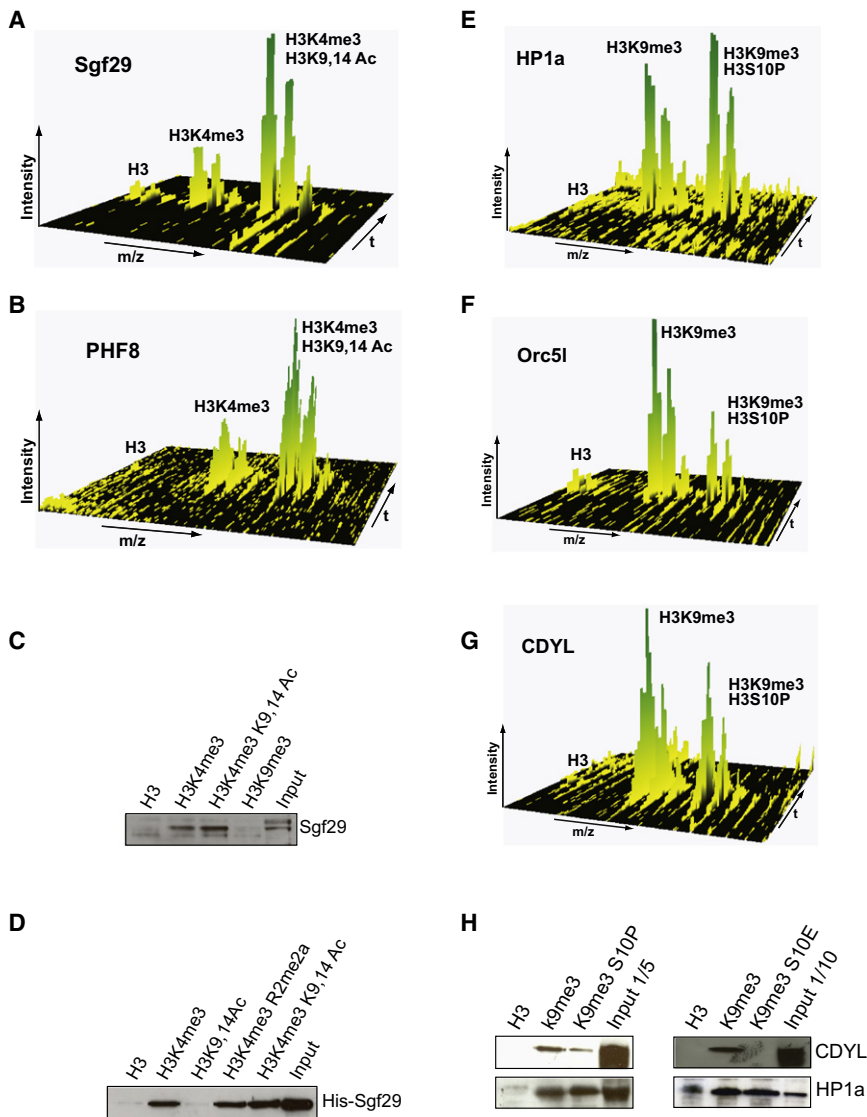 A
Sgf29
H3K4me3
H3K9,14 Ac
H3K4me3
H3
Intensity
m/z
t
B
PHF8
H3K4me3
H3K9,14 Ac
H3K4me3
H3
Intensity
m/z
t
C
H3
H3K4me3
H3K4me3 K9,14 Ac
H3K9me3
Input
Sgf29
D
H3
H3K4me3
H3K9,14Ac
H3K4me3 R2me2a
H3K4me3 K9,14 Ac
Input
His-Sgf29
E
HP1a
H3K9me3
H3K9me3
H3S10P
H3
Intensity
m/z
t
F
Orc5l
H3K9me3
H3K9me3
H3S10P
H3
Intensity
m/z
t
G
CDYL
H3K9me3
H3K9me3
H3S10P
H3
Intensity
m/z
t
H
H3
K9me3
K9me3 S10P
Input 1/5
H3
K9me3
K9me3 S10E
Input 1/10
CDYL
HP1a